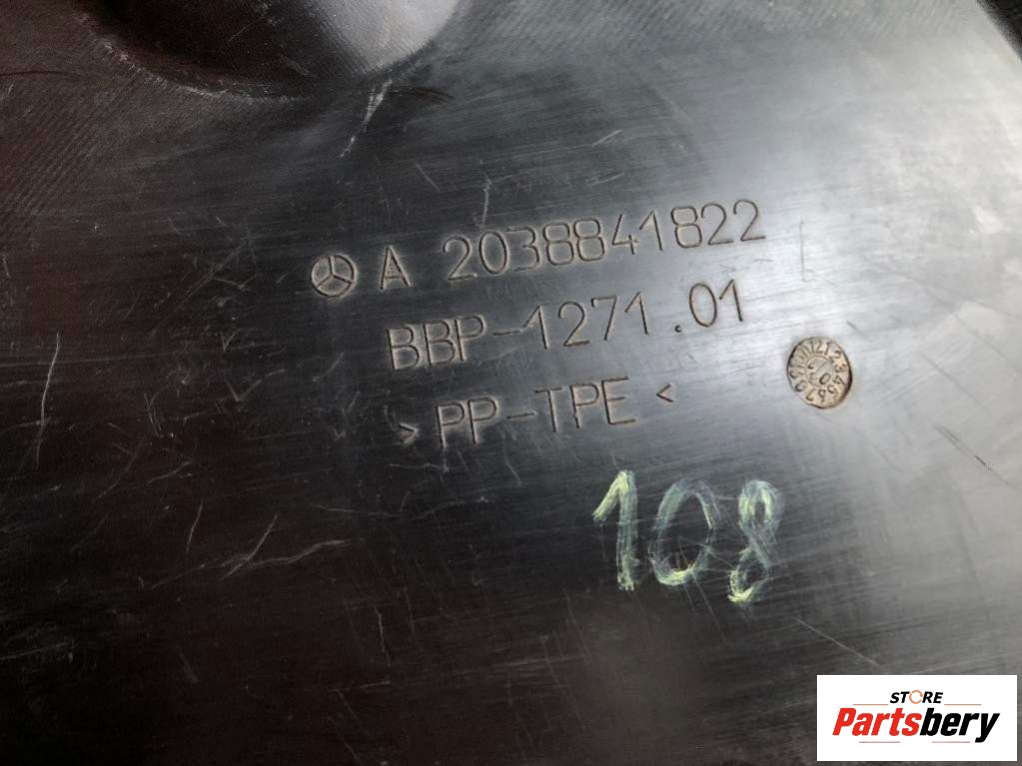 A 2038841822
BBP-1271.01
>PP-TPE<
108
STORE
Partsbery